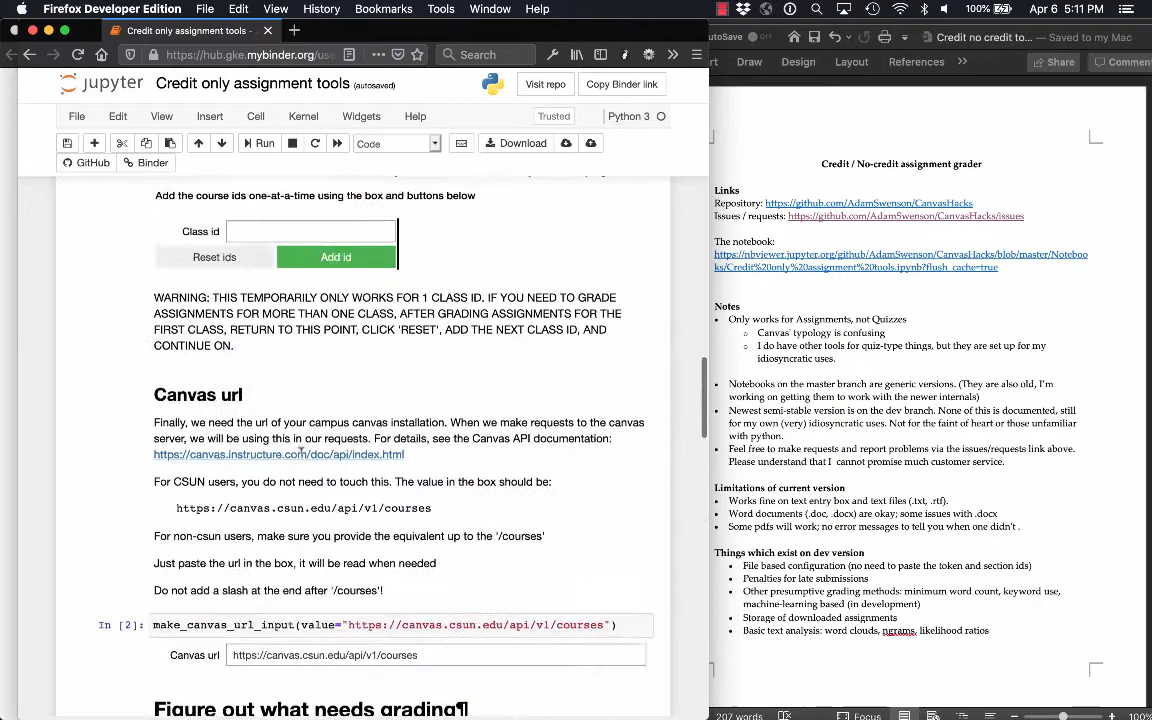 Firefox Developer Edition File Edit View History Bookmarks Tools Window Help 100% Apr 6 5:11 PM
Credit only assignment tools -
https://hub.gke.mybinder.org/use
Search
jupyter Credit only assignment tools (autosaved)
Visit repo Copy Binder link
File Edit View Insert Cell Kernel Widgets Help Trusted Python 3
Run Code Download
GitHub Binder
Add the course ids one-at-a-time using the box and buttons below
Class id
Reset ids Add id
WARNING: THIS TEMPORARILY ONLY WORKS FOR 1 CLASS ID. IF YOU NEED TO GRADE
ASSIGNMENTS FOR MORE THAN ONE CLASS, AFTER GRADING ASSIGNMENTS FOR THE
FIRST CLASS, RETURN TO THIS POINT, CLICK 'RESET', ADD THE NEXT CLASS ID, AND
CONTINUE ON.
Canvas url
Finally, we need the url of your campus canvas installation. When we make requests to the canvas
server, we will be using this in our requests. For details, see the Canvas API documentation:
https://canvas.instructure.com/doc/api/index.html
For CSUN users, you do not need to touch this. The value in the box should be:
https://canvas.csun.edu/api/v1/courses
For non-csun users, make sure you provide the equivalent up to the '/courses'
Just paste the url in the box, it will be read when needed
Do not add a slash at the end after '/courses'!
In [2]: make_canvas_url_input(value="https://canvas.csun.edu/api/v1/courses")
Canvas url https://canvas.csun.edu/api/v1/courses
Figure out what needs grading¶
AutoSave OFF Credit no credit to... — Saved to my Mac
rt Draw Design Layout References Share Comment
Credit / No-credit assignment grader
Links
Repository: https://github.com/AdamSwenson/CanvasHacks
Issues / requests: https://github.com/AdamSwenson/CanvasHacks/issues
The notebook:
https://nbviewer.jupyter.org/github/AdamSwenson/CanvasHacks/blob/master/Noteboo
ks/Credit%20only%20assignment%20tools.ipynb?flush_cache=true
Notes
• Only works for Assignments, not Quizzes
o Canvas' typology is confusing
o I do have other tools for quiz-type things, but they are set up for my
idiosyncratic uses.
• Notebooks on the master branch are generic versions. (They are also old, I'm
working on getting them to work with the newer internals)
• Newest semi-stable version is on the dev branch. None of this is documented, still
for my own (very) idiosyncratic uses. Not for the faint of heart or those unfamiliar
with python.
• Feel free to make requests and report problems via the issues/requests link above.
Please understand that I cannot promise much customer service.
Limitations of current version
• Works fine on text entry box and text files (.txt, .rtf).
• Word documents (.doc, .docx) are okay; some issues with .docx
• Some pdfs will work; no error messages to tell you when one didn't .
Things which exist on dev version
• File based configuration (no need to paste the token and section ids)
• Penalties for late submissions
• Other presumptive grading methods: minimum word count, keyword use,
machine-learning based (in development)
• Storage of downloaded assignments
• Basic text analysis: word clouds, ngrams, likelihood ratios
207 words Focus 100%